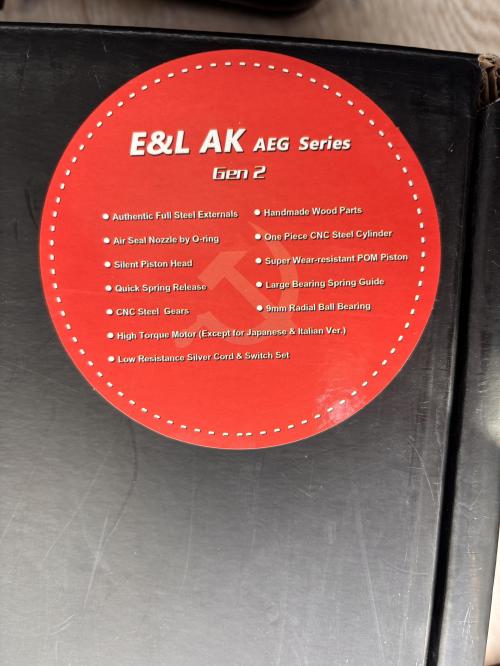 E&L AK AEG Series
Gen 2
Authentic Full Steel Externals
Handmade Wood Parts
Air Seal Nozzle by O-ring
One Piece CNC Steel Cylinder
Silent Piston Head
Super Wear-resistant POM Piston
Quick Spring Release
Large Bearing Spring Guide
CNC Steel Gears
9mm Radial Ball Bearing
High Torque Motor (Except for Japanese & Italian Ver.)
Low Resistance Silver Cord & Switch Set